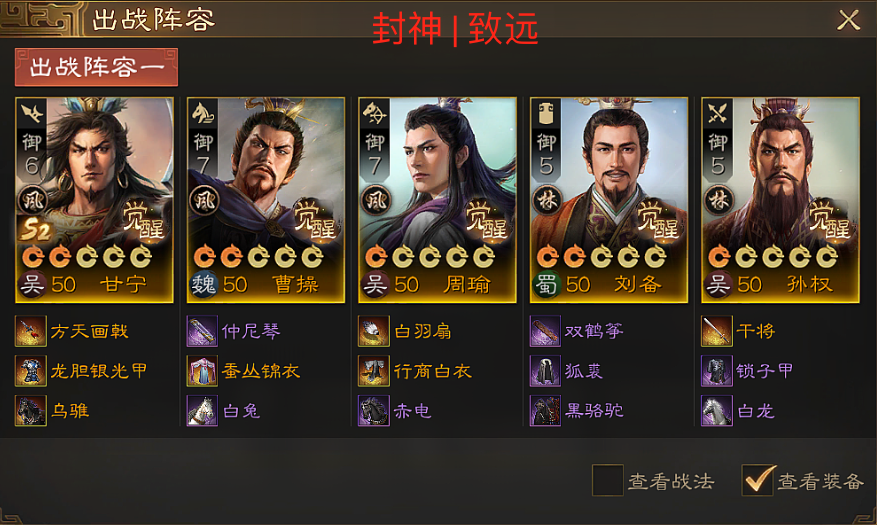 出战阵容
封神|致远
出战阵容一
御6 风 S2 觉醒 吴 50 甘宁
御7 风 觉醒 魏 50 曹操
御7 风 觉醒 吴 50 周瑜
御5 林 觉醒 蜀 50 刘备
御5 林 觉醒 吴 50 孙权
方天画戟 仲尼琴 白羽扇 双鹤筝 干将
龙胆银光甲 蚕丛锦衣 行商白衣 狐裘 锁子甲
乌骓 白兔 赤电 黑骆驼 白龙
查看战法 查看装备